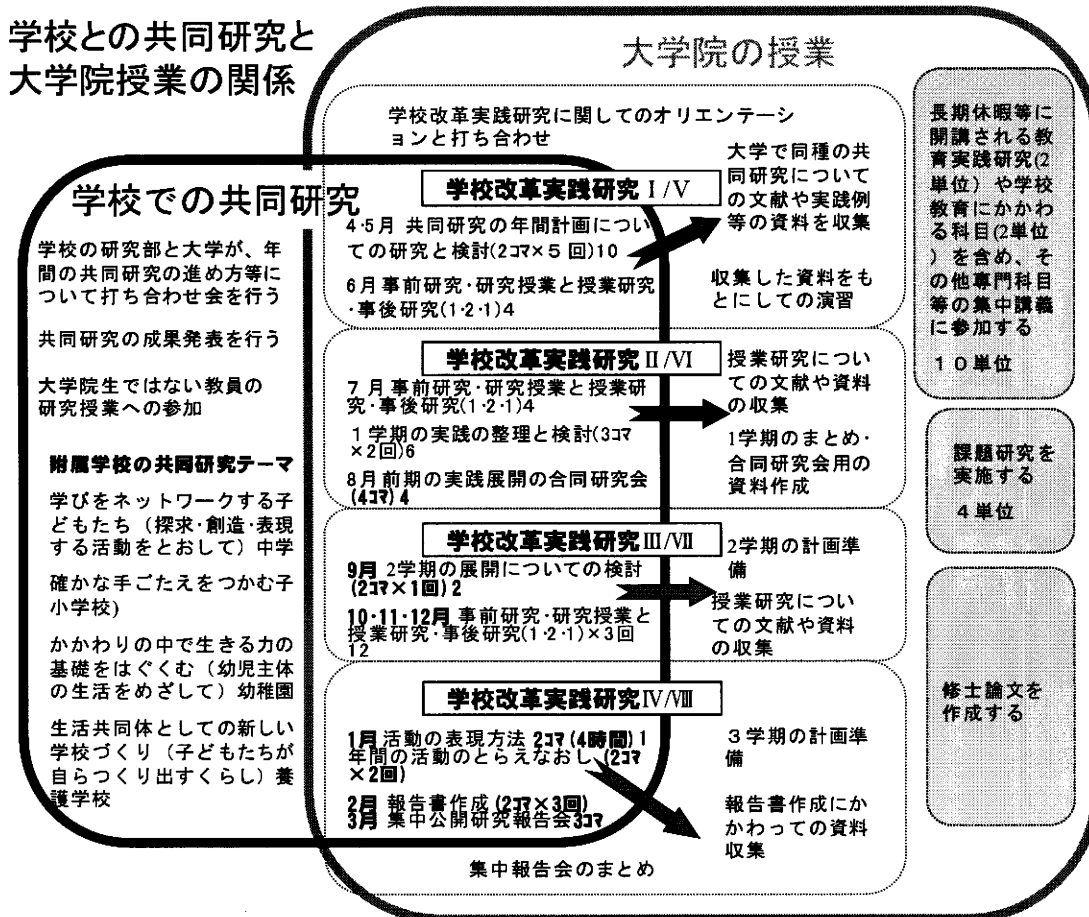 学校との共同研究と
大学院授業の関係
大学院の授業
学校での共同研究
学校の研究部と大学が、年
間の共同研究の進め方等に
ついて打ち合わせ会を行う
共同研究の成果発表を行う
大学院生ではない教員の
研究授業への参加
附属学校の共同研究テーマ
学びをネットワークする子
どもたち（探求・創造・表現
する活動をとおして）中学
確かな手ごたえをつかむ子
小学校)
かかわりの中で生きる力の
基礎をはぐくむ（幼児主体
の生活をめざして）幼稚園
生活共同体としての新しい
学校づくり（子どもたちが
自らつくり出すくらし）養
護学校
学校改革実践研究に関してのオリエンテーシ
ョンと打ち合わせ
学校改革実践研究Ⅰ/Ⅴ
4・5月 共同研究の年間計画につい
ての研究と検討(2コマ×５回)10
6月事前研究・研究授業と授業研究
・事後研究(1・2・1)4
大学で同種の共
同研究について
の文献や実践例
等の資料を収集
収集した資料をも
とにしての演習
学校改革実践研究Ⅱ/Ⅵ
7月事前研究・研究授業と授業研
究・事後研究(1・2・1)4
１学期の実践の整理と検討(3コマ
×2回)6
8月前期の実践展開の合同研究会
(4コマ)4
授業研究につい
ての文献や資料
の収集
1学期のまとめ・
合同研究会用の
資料作成
学校改革実践研究Ⅲ/Ⅶ
9月 2学期の展開についての検討
(2コマ×1回)2
10・11・12月 事前研究・研究授業と
授業研究・事後研究(1・2・1)×3回
12
2学期の計画準
備
授業研究につい
ての文献や資料
の収集
学校改革実践研究Ⅳ/Ⅷ
1月活動の表現方法 2コマ(4時間)1
年間の活動のとらえなおし (2コマ
×2回)
2月 報告書作成(2コマ×3回)
3月 集中公開研究報告会3コマ
集中報告会のまとめ
３学期の計画準
備
報告書作成にか
かわっての資料
収集
長期休暇等に
開講される教
育実践研究(2
単位）や学校
教育にかかわ
る科目(2単位
）を含め、そ
の他専門科目
等の集中講義
に参加する
１０単位
課題研究を
実施する
４単位
修士論文を
作成する